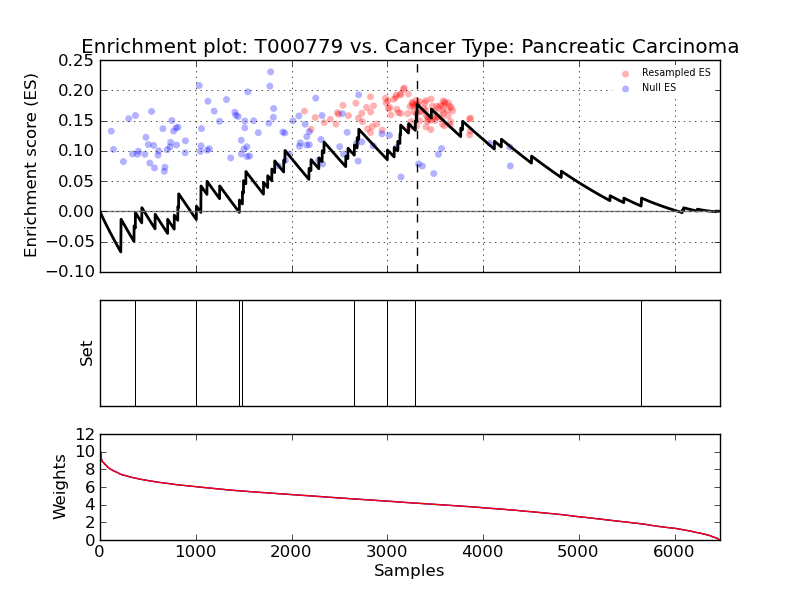 Enrichment plot: T000779 vs. Cancer Type: Pancreatic Carcinoma
0.25
0.20
0.15
0.10
0.05
0.00
−0.05
−0.10
Enrichment score (ES)
Resampled ES
Null ES
Set
12
10
8
6
4
2
0
Weights
0 1000 2000 3000 4000 5000 6000
Samples